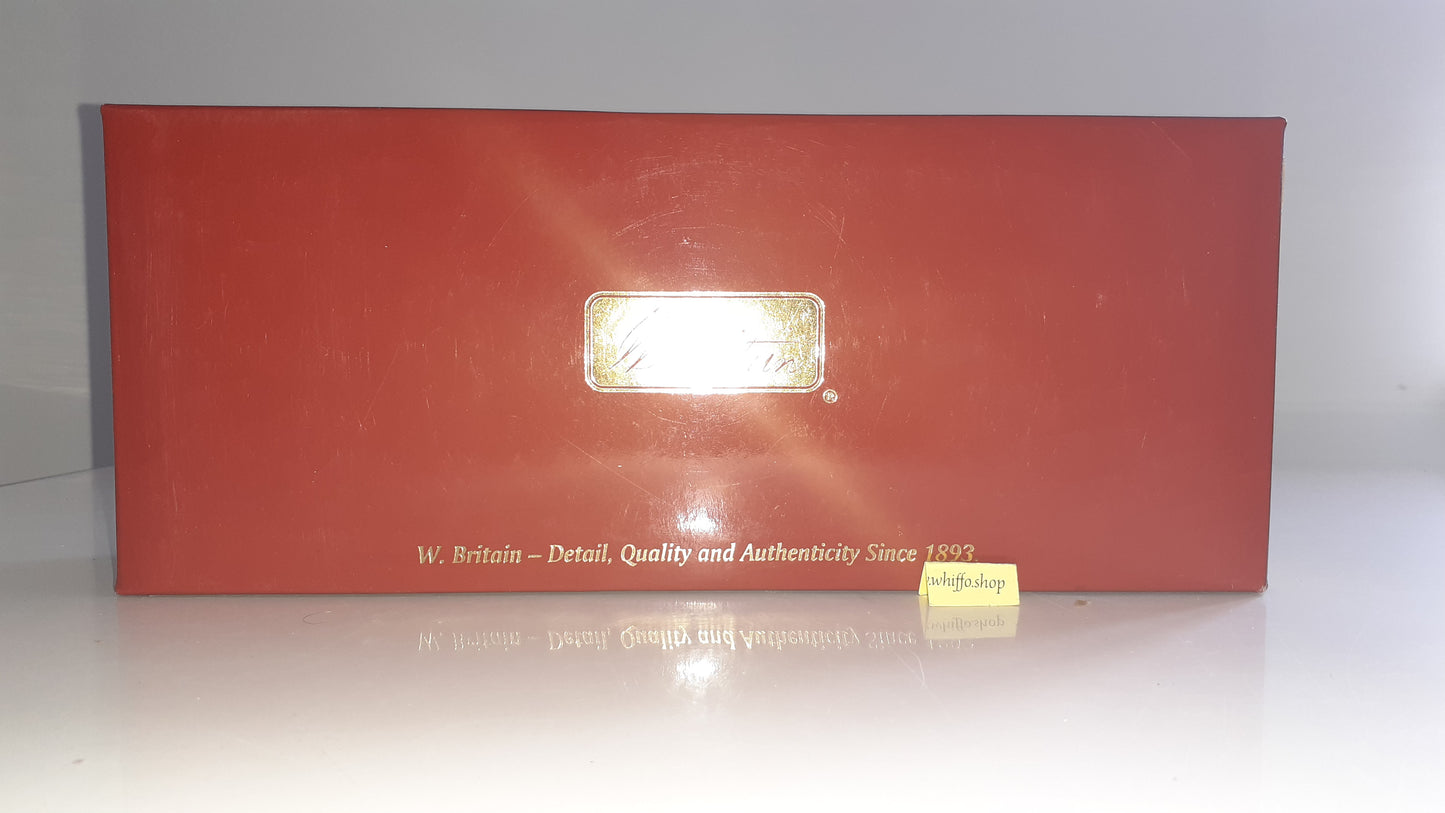 ®
W. Britain – Detail, Quality and Authenticity Since 1893.
.whiffo.shop